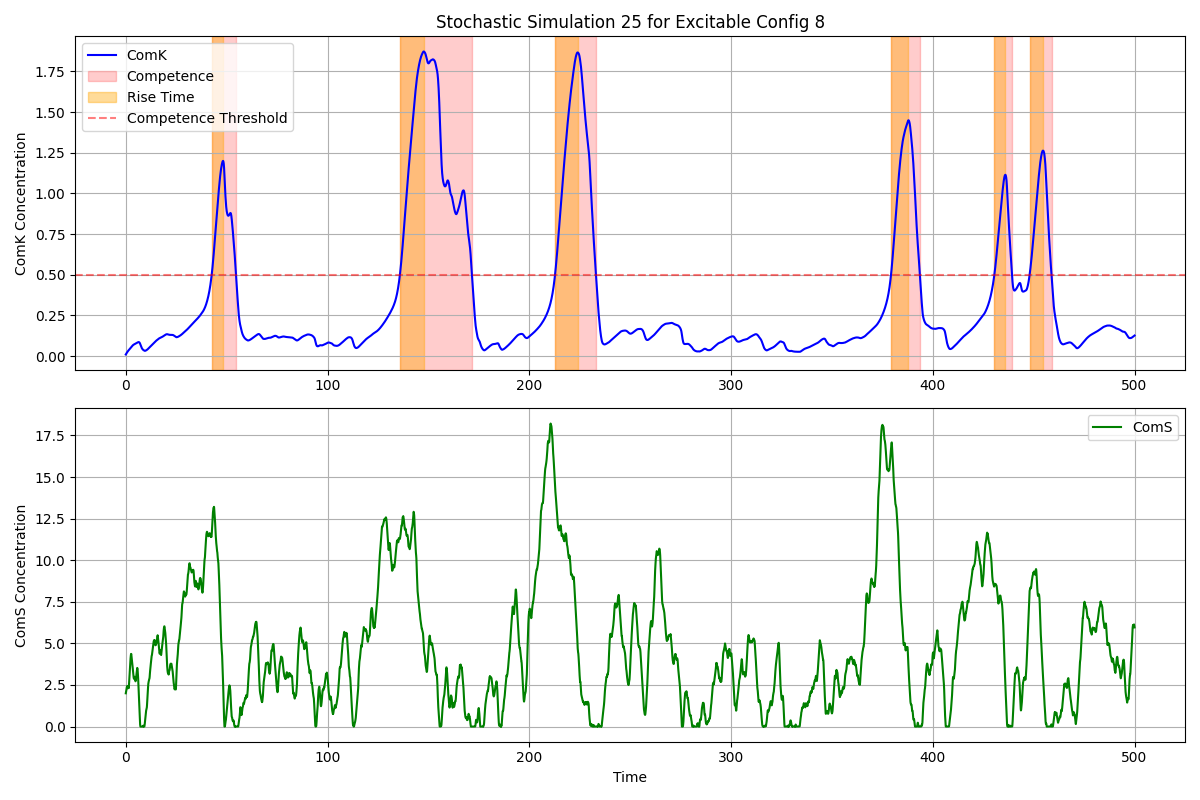 Stochastic Simulation 25 for Excitable Config 8
ComK Concentration
1.75
1.50
1.25
1.00
0.75
0.50
0.25
0.00
ComK
Competence
Rise Time
Competence Threshold
0 100 200 300 400 500
ComS Concentration
17.5
15.0
12.5
10.0
7.5
5.0
2.5
0.0
ComS
0 100 200 300 400 500
Time